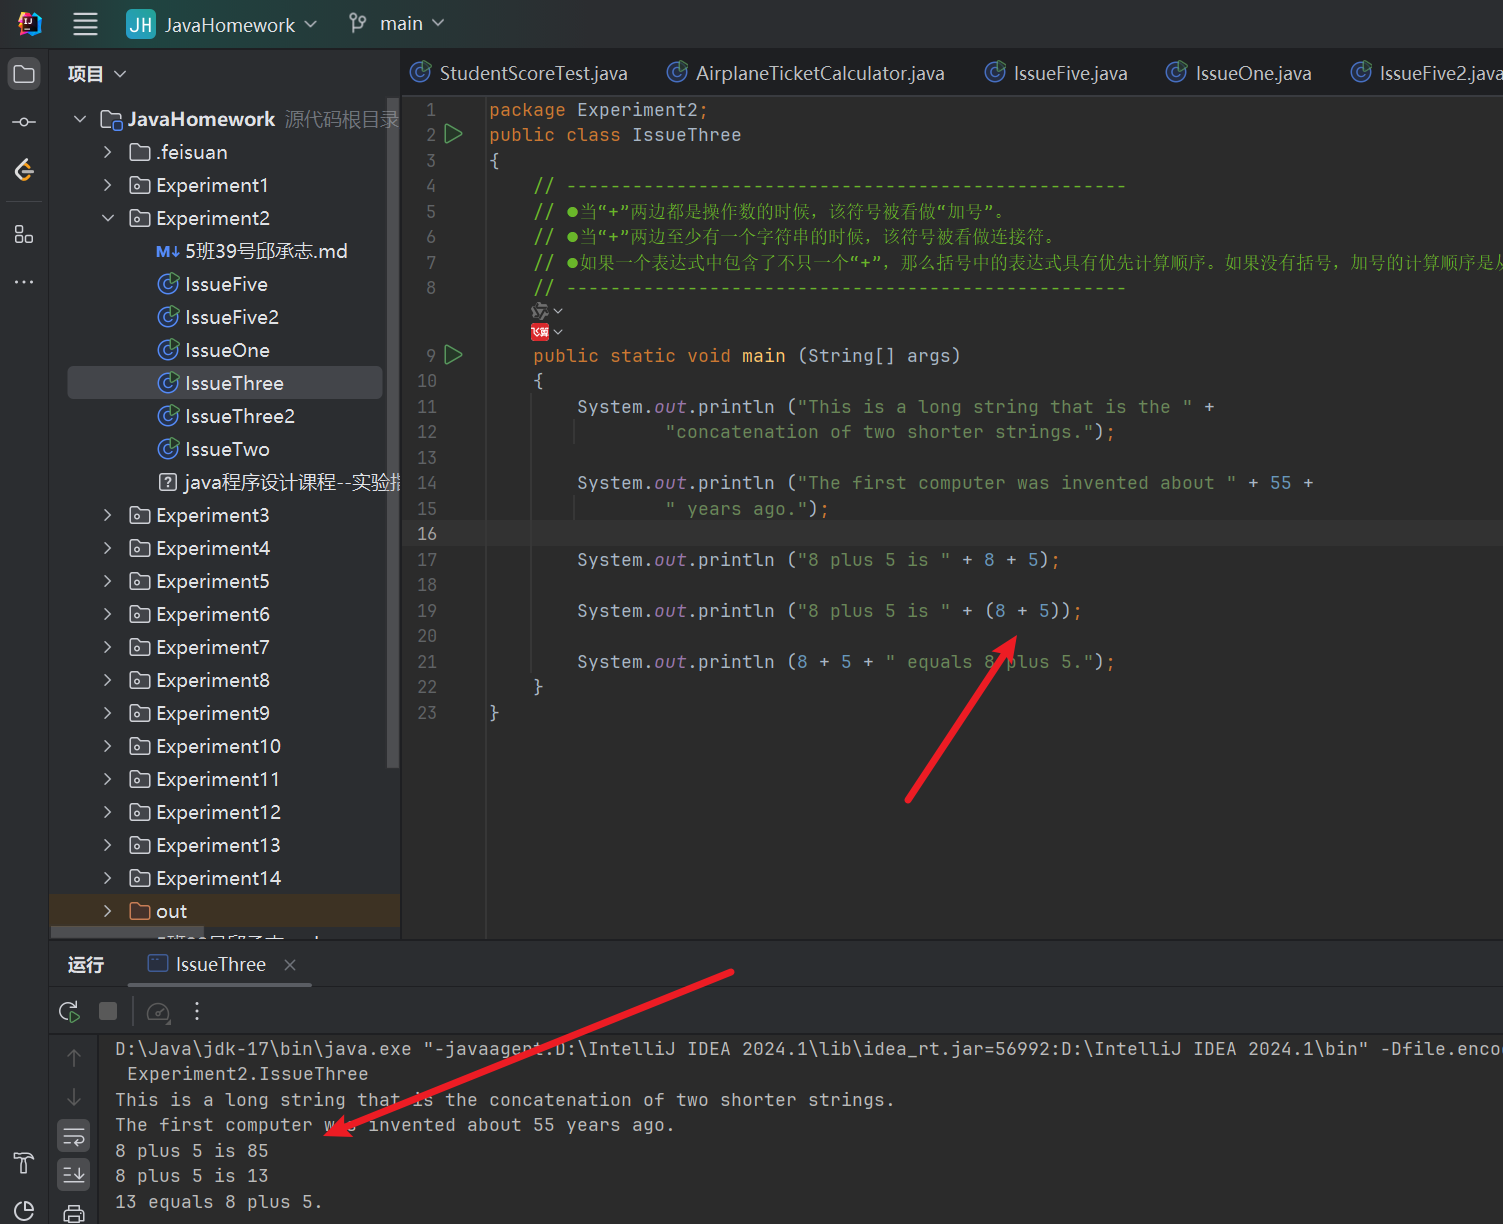 JH JavaHomework main
项目
StudentScoreTest.java AirplaneTicketCalculator.java IssueFive.java IssueOne.java IssueFive2.java
JavaHomework 源代码根目录
.feisuan
Experiment1
Experiment2
M↓ 5班39号邱承志.md
IssueFive
IssueFive2
IssueOne
IssueThree
IssueThree2
IssueTwo
java程序设计课程--实验指
Experiment3
Experiment4
Experiment5
Experiment6
Experiment7
Experiment8
Experiment9
Experiment10
Experiment11
Experiment12
Experiment13
Experiment14
out
1 package Experiment2;
2 public class IssueThree
3 {
4 // ---------------------------------------------------
5 // ●当“+”两边都是操作数的时候，该符号被看做“加号”。
6 // ●当“+”两边至少有一个字符串的时候，该符号被看做连接符。
7 // ●如果一个表达式中包含了不只一个“+”，那么括号中的表达式具有优先计算顺序。如果没有括号，加号的计算顺序是从
8 // ---------------------------------------------------
飞算
9 public static void main (String[] args)
10 {
11 System.out.println ("This is a long string that is the " +
12 "concatenation of two shorter strings.");
13
14 System.out.println ("The first computer was invented about " + 55 +
15 " years ago.");
16
17 System.out.println ("8 plus 5 is " + 8 + 5);
18
19 System.out.println ("8 plus 5 is " + (8 + 5));
20
21 System.out.println (8 + 5 + " equals 8 plus 5.");
22 }
23 }
运行 IssueThree
D:\Java\jdk-17\bin\java.exe "-javaagent:D:\IntelliJ IDEA 2024.1\lib\idea_rt.jar=56992:D:\IntelliJ IDEA 2024.1\bin" -Dfile.enco
Experiment2.IssueThree
This is a long string that is the concatenation of two shorter strings.
The first computer was invented about 55 years ago.
8 plus 5 is 85
8 plus 5 is 13
13 equals 8 plus 5.